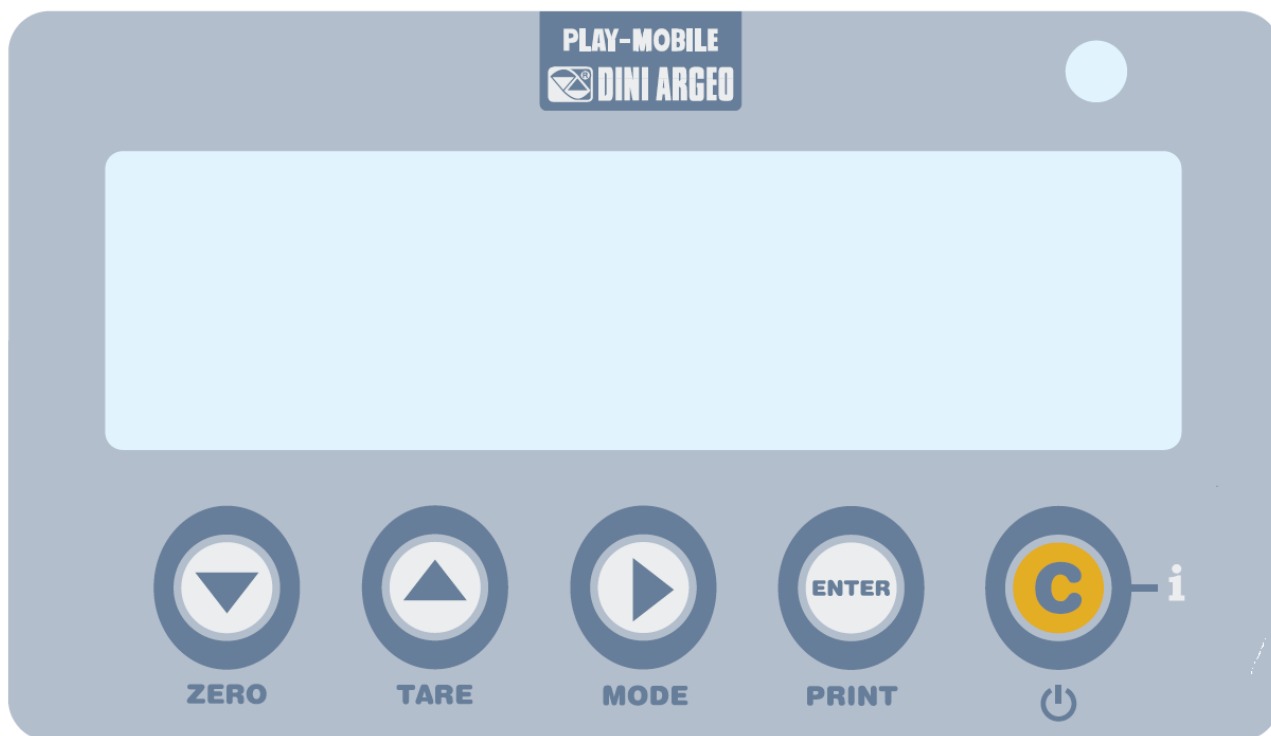 PLAY-MOBILE
DINI ARGEO
ENTER
C
i
ZERO
TARE
MODE
PRINT